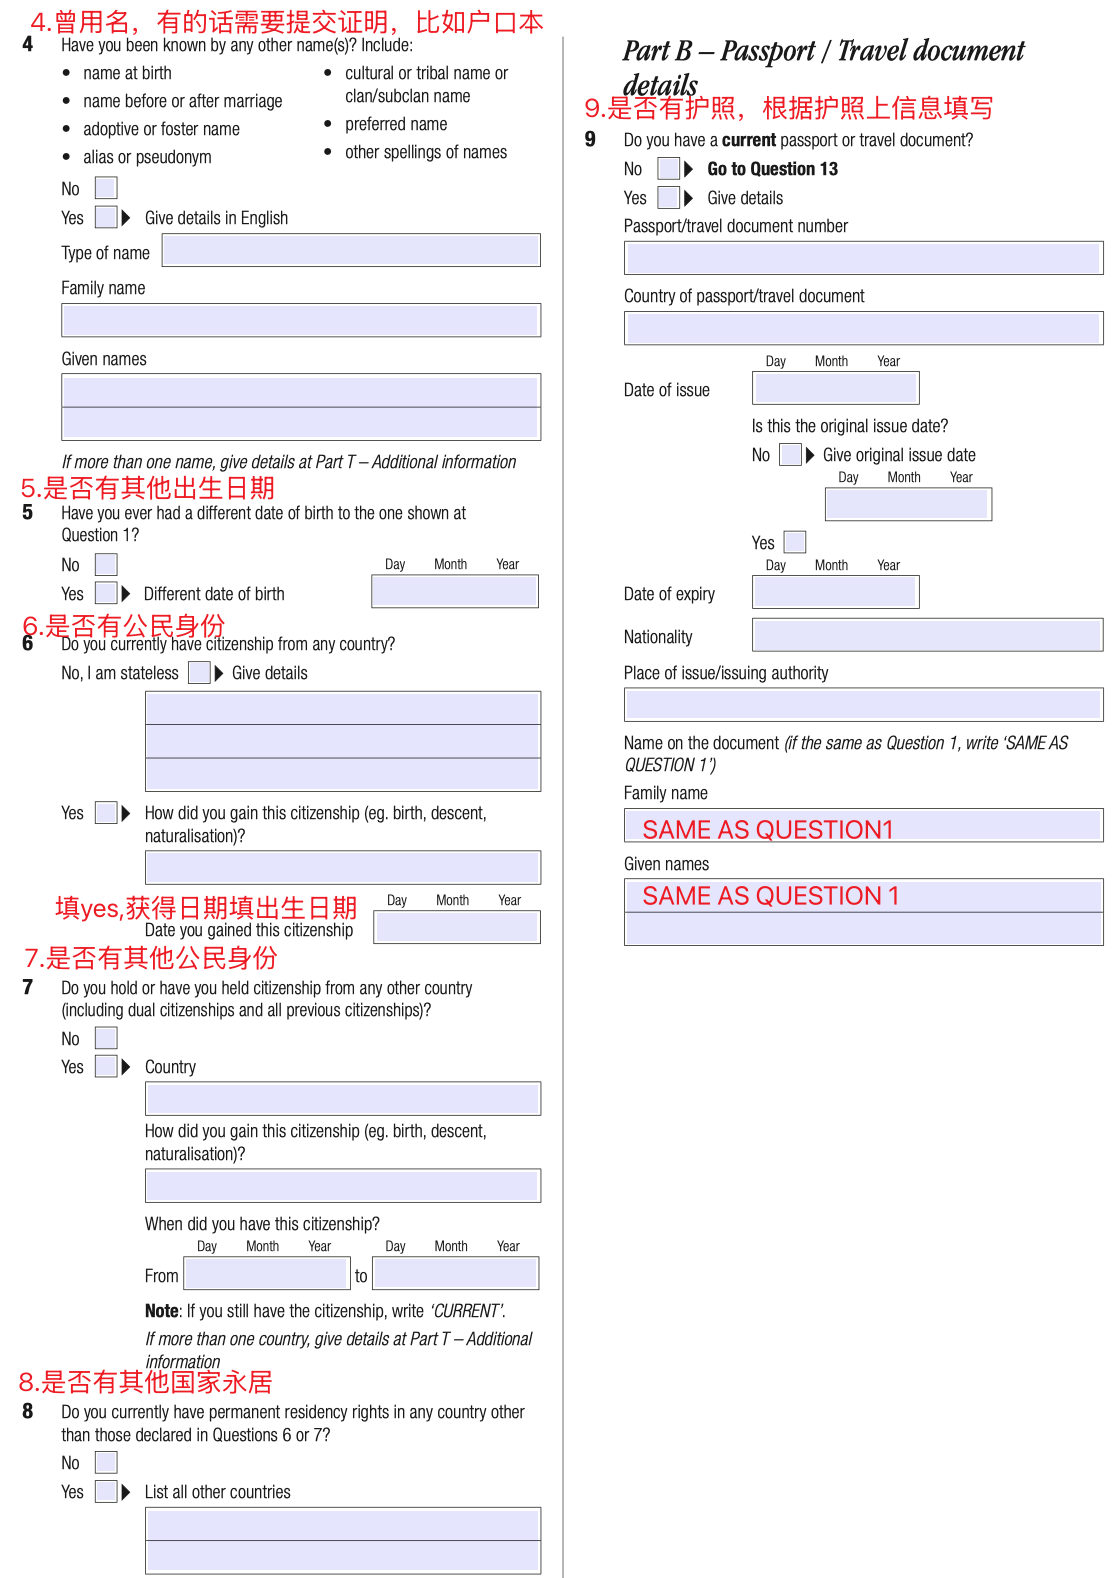 4.曾用名，有的话需要提交证明，比如户口本
4 Have you been known by any other name(s)? Include:
• name at birth
• name before or after marriage
• adoptive or foster name
• alias or pseudonym
• cultural or tribal name or
clan/subclan name
• preferred name
• other spellings of names
No
Yes Give details in English
Type of name
Family name
Given names
If more than one name, give details at Part T – Additional information
5.是否有其他出生日期
5 Have you ever had a different date of birth to the one shown at
Question 1?
No
Day Month Year
Yes Different date of birth
6.是否有公民身份
6 Do you currently have citizenship from any country?
No, I am stateless Give details
Yes How did you gain this citizenship (eg. birth, descent,
naturalisation)?
填yes,获得日期填出生日期
Day Month Year
Date you gained this citizenship
7.是否有其他公民身份
7 Do you hold or have you held citizenship from any other country
(including dual citizenships and all previous citizenships)?
No
Yes Country
How did you gain this citizenship (eg. birth, descent,
naturalisation)?
When did you have this citizenship?
Day Month Year Day Month Year
From to
Note: If you still have the citizenship, write ‘CURRENT’.
If more than one country, give details at Part T – Additional
information
8.是否有其他国家永居
8 Do you currently have permanent residency rights in any country other
than those declared in Questions 6 or 7?
No
Yes List all other countries
Part B – Passport / Travel document
details
9.是否有护照，根据护照上信息填写
9 Do you have a current passport or travel document?
No Go to Question 13
Yes Give details
Passport/travel document number
Country of passport/travel document
Day Month Year
Date of issue
Is this the original issue date?
No Give original issue date
Day Month Year
Yes
Day Month Year
Date of expiry
Nationality
Place of issue/issuing authority
Name on the document (if the same as Question 1, write ‘SAME AS
QUESTION 1’)
Family name
SAME AS QUESTION1
Given names
SAME AS QUESTION 1